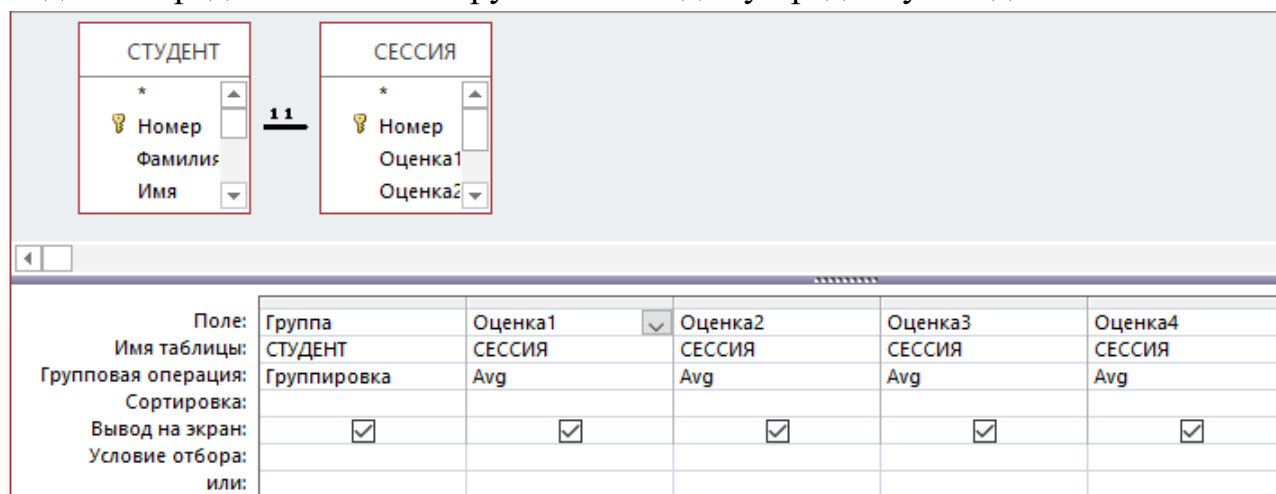 СТУДЕНТ
*
Номер
Фамилия
Имя
1 1
СЕССИЯ
*
Номер
Оценка1
Оценка2
Поле: Группа Оценка1 Оценка2 Оценка3 Оценка4
Имя таблицы: СТУДЕНТ СЕССИЯ СЕССИЯ СЕССИЯ СЕССИЯ
Групповая операция: Группировка Avg Avg Avg Avg
Сортировка:
Вывод на экран:
Условие отбора:
или: